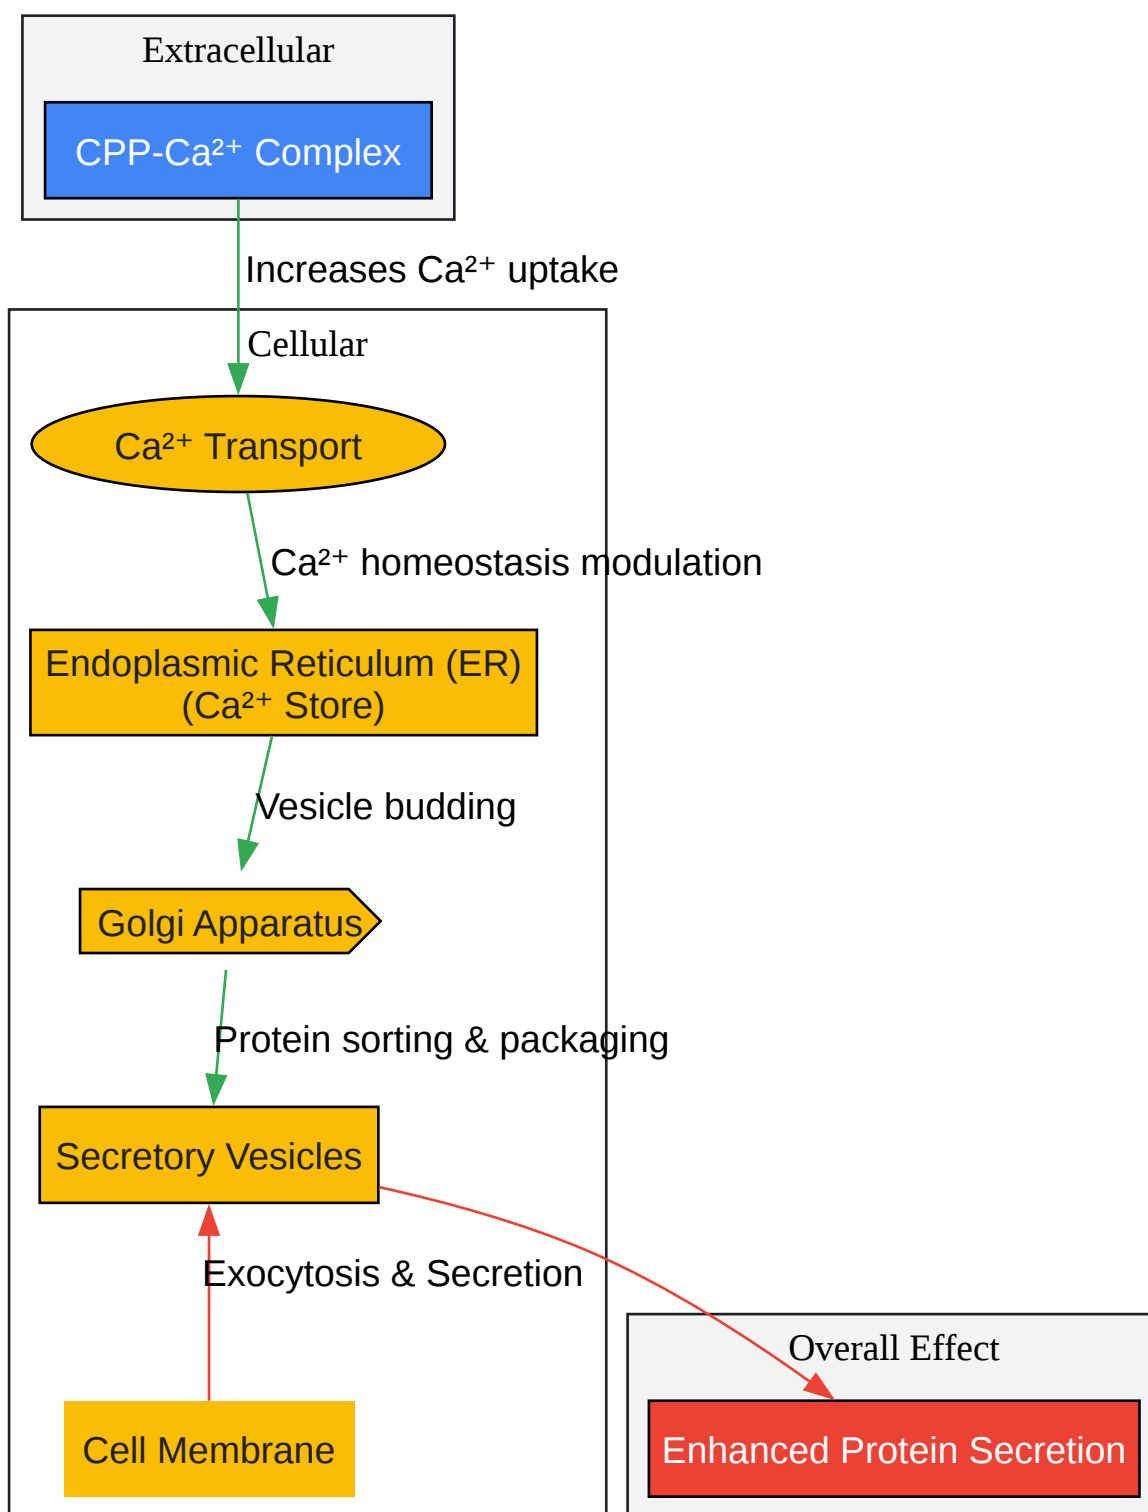 Extracellular
CPP-Ca²⁺ Complex
Increases Ca²⁺ uptake
Cellular
Ca²⁺ Transport
Ca²⁺ homeostasis modulation
Endoplasmic Reticulum (ER)
(Ca²⁺ Store)
Vesicle budding
Golgi Apparatus
Protein sorting & packaging
Secretory Vesicles
Exocytosis & Secretion
Overall Effect
Cell Membrane
Enhanced Protein Secretion